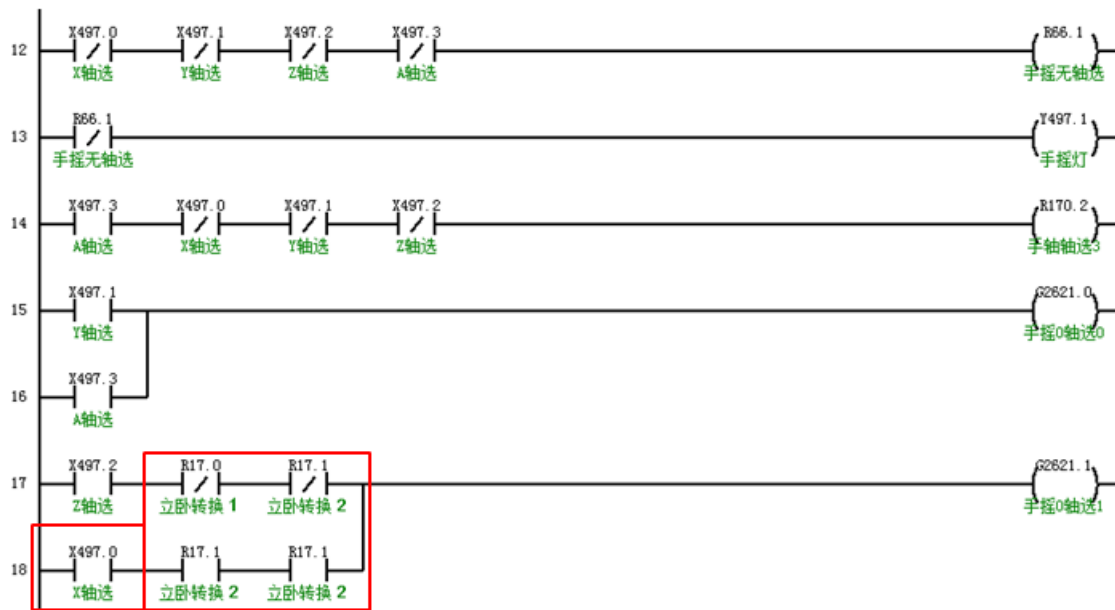 X497.0 X497.1 X497.2 X497.3 R66.1
12
X轴选 Y轴选 Z轴选 A轴选 手摇无轴选
R66.1 Y497.1
13
手摇无轴选 手摇灯
X497.3 X497.0 X497.1 X497.2 R170.2
14
A轴选 X轴选 Y轴选 Z轴选 手轴轴选3
X497.1 G2621.0
15
Y轴选 手摇0轴选0
X497.3
16
A轴选
X497.2 R17.0 R17.1 G2621.1
17
Z轴选 立卧转换 1 立卧转换 2 手摇0轴选1
X497.0 R17.1 R17.1
18
X轴选 立卧转换 2 立卧转换 2